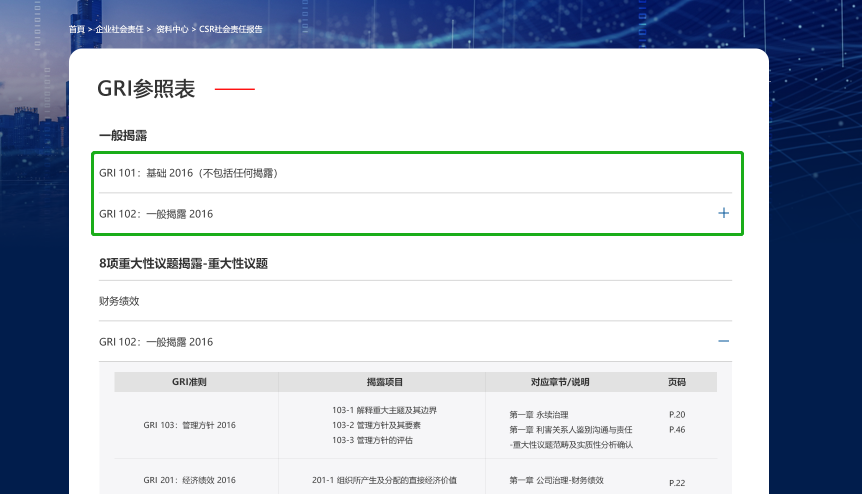 首頁 > 企业社会责任 > 资料中心 > CSR社会责任报告
GRI参照表
一般揭露
GRI 101：基础 2016（不包括任何揭露）
GRI 102：一般揭露 2016
8项重大性议题揭露-重大性议题
财务绩效
GRI 102：一般揭露 2016
GRI准则 揭露项目 对应章节/说明 页码
GRI 103：管理方针 2016
103-1 解释重大主题及其边界
103-2 管理方针及其要素
103-3 管理方针的评估
第一章 永续治理
第一章 利害关系人鉴别沟通与责任
-重大性议题范畴及实质性分析确认
P.20
P.46
GRI 201：经济绩效 2016 201-1 组织所产生及分配的直接经济价值 第一章 公司治理-财务绩效 P.22